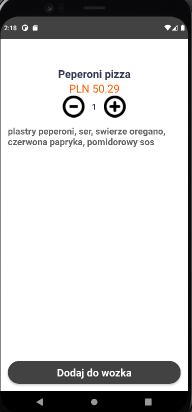 2:18
Peperoni pizza
PLN 50.29
1
plastry peperoni, ser, swierze oregano,
czerwona papryka, pomidorowy sos
Dodaj do wozka